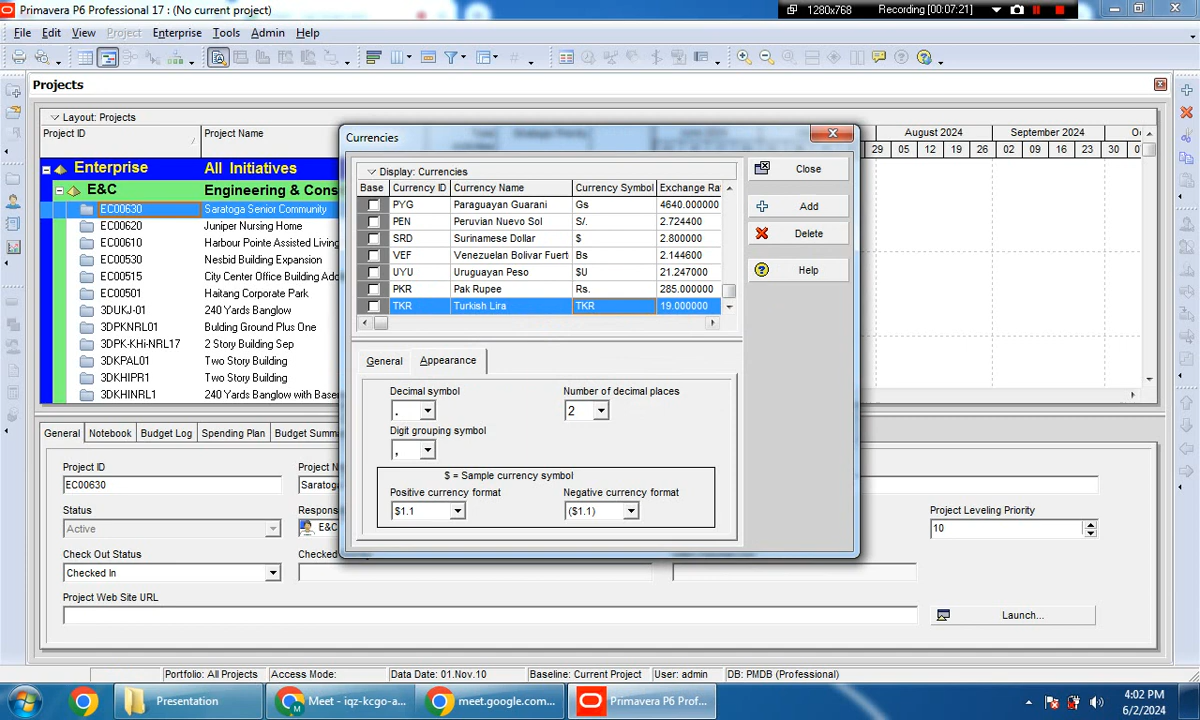 Primavera P6 Professional 17 : (No current project)
1280x768
Recording [00:07:21]
File Edit View Project Enterprise Tools Admin Help
Projects
Layout: Projects
Project ID
Project Name
August 2024
September 2024
29 05 12 19 26 02 09 16 23 30
Enterprise
All Initiatives
E&C
Engineering & Cons
EC00630
Saratoga Senior Community
EC00620
Juniper Nursing Home
EC00610
Harbour Pointe Assisted Living
EC00530
Nesbid Building Expansion
EC00515
City Center Office Building Add
EC00501
Haitang Corporate Park
3DUKJ-01
240 Yards Banglow
3DPKNRL01
Bulding Ground Plus One
3DPK-KHi-NRL17
2 Story Building Sep
3DKPAL01
Two Story Building
3DKHIPR1
Two Story Building
3DKHINRL1
240 Yards Banglow with Base
Currencies
Display: Currencies
Base Currency ID Currency Name Currency Symbol Exchange Ra
PYG Paraguayan Guarani Gs 4640.000000
PEN Peruvian Nuevo Sol S/. 2.724400
SRD Surinamese Dollar $ 2.800000
VEF Venezuelan Bolivar Fuert Bs 2.144600
UYU Uruguayan Peso $U 21.247000
PKR Pak Rupee Rs. 285.000000
TKR Turkish Lira TKR 19.000000
Close
Add
Delete
Help
General Appearance
Decimal symbol
.
Number of decimal places
2
Digit grouping symbol
,
$ = Sample currency symbol
Positive currency format
$1.1
Negative currency format
($1.1)
General Notebook Budget Log Spending Plan Budget Summ
Project ID
EC00630
Project N
Saratog
Status
Active
Respons
E&C
Project Leveling Priority
10
Check Out Status
Checked In
Checked
Project Web Site URL
Launch...
Portfolio: All Projects
Access Mode:
Data Date: 01.Nov.10
Baseline: Current Project
User: admin
DB: PMDB (Professional)
Presentation
Meet - iqz-kcgo-a...
meet.google.com...
Primavera P6 Prof...
4:02 PM
6/2/2024